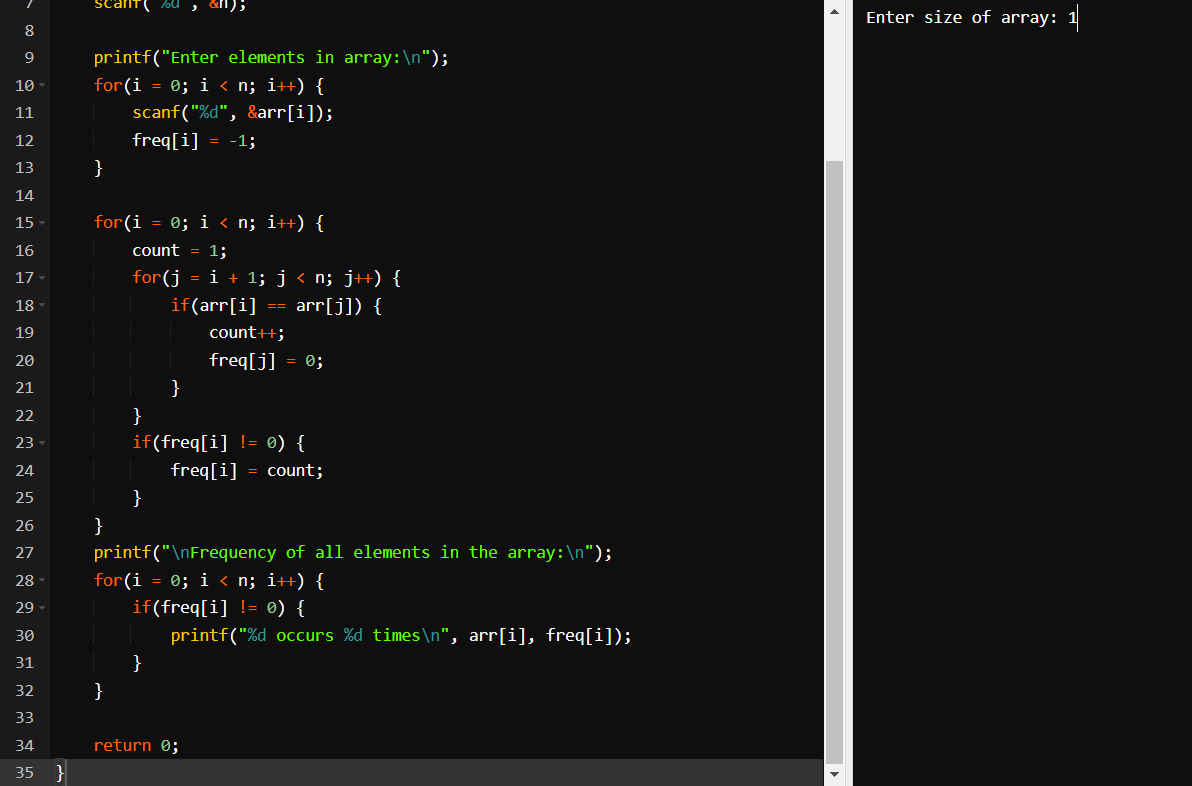 7    scanf("%d", &n);
8
9    printf("Enter elements in array:\n");
10    for(i = 0; i < n; i++) {
11        scanf("%d", &arr[i]);
12        freq[i] = -1;
13    }
14
15    for(i = 0; i < n; i++) {
16        count = 1;
17        for(j = i + 1; j < n; j++) {
18            if(arr[i] == arr[j]) {
19                count++;
20                freq[j] = 0;
21            }
22        }
23        if(freq[i] != 0) {
24            freq[i] = count;
25        }
26    }
27    printf("\nFrequency of all elements in the array:\n");
28    for(i = 0; i < n; i++) {
29        if(freq[i] != 0) {
30            printf("%d occurs %d times\n", arr[i], freq[i]);
31        }
32    }
33
34    return 0;
35    }
Enter size of array: 1